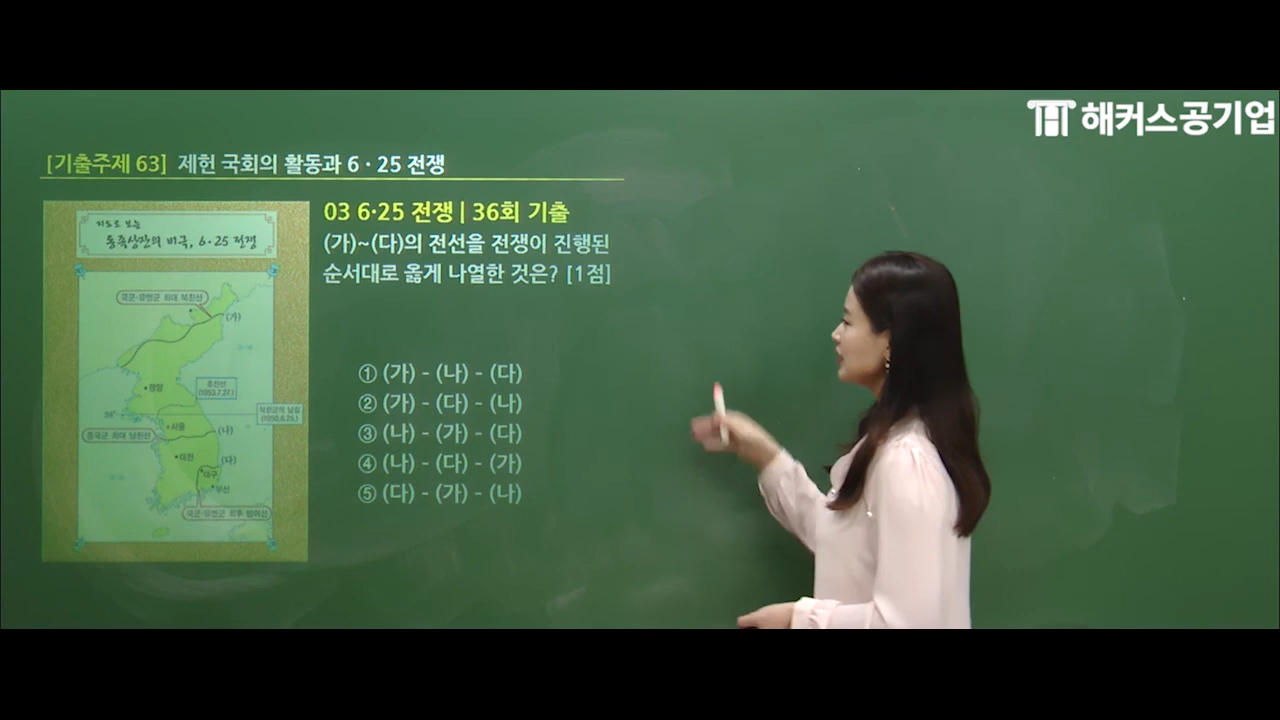 해커스공기업
[기출주제 63] 제헌 국회의 활동과 6·25 전쟁
지도로 보는
동족상잔의 비극, 6·25 전쟁
국군·유엔군 최대 북진선
(가)
평양
휴전선
(1953.7.27.)
38°
북한군의 남침
(1950.6.25.)
서울
(나)
중국군 최대 남진선
대전
(다)
대구
부산
국군·유엔군 최후 방어선
03 6·25 전쟁 | 36회 기출
(가)~(다)의 전선을 전쟁이 진행된
순서대로 옳게 나열한 것은? [1점]
① (가) - (나) - (다)
② (가) - (다) - (나)
③ (나) - (가) - (다)
④ (나) - (다) - (가)
⑤ (다) - (가) - (나)